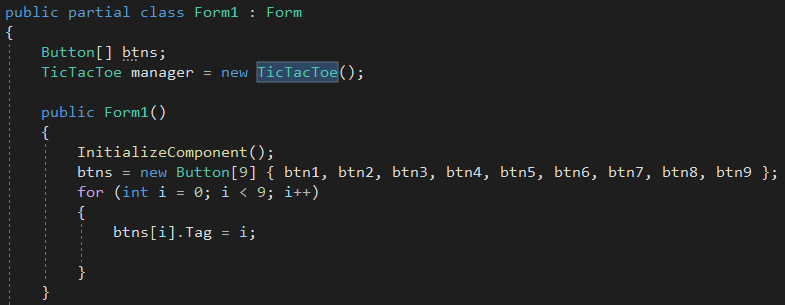 public partial class Form1 : Form
{
Button[] btns;
TicTacToe manager = new TicTacToe();
public Form1()
{
InitializeComponent();
btns = new Button[9] { btn1, btn2, btn3, btn4, btn5, btn6, btn7, btn8, btn9 };
for (int i = 0; i < 9; i++)
{
btns[i].Tag = i;
}
}